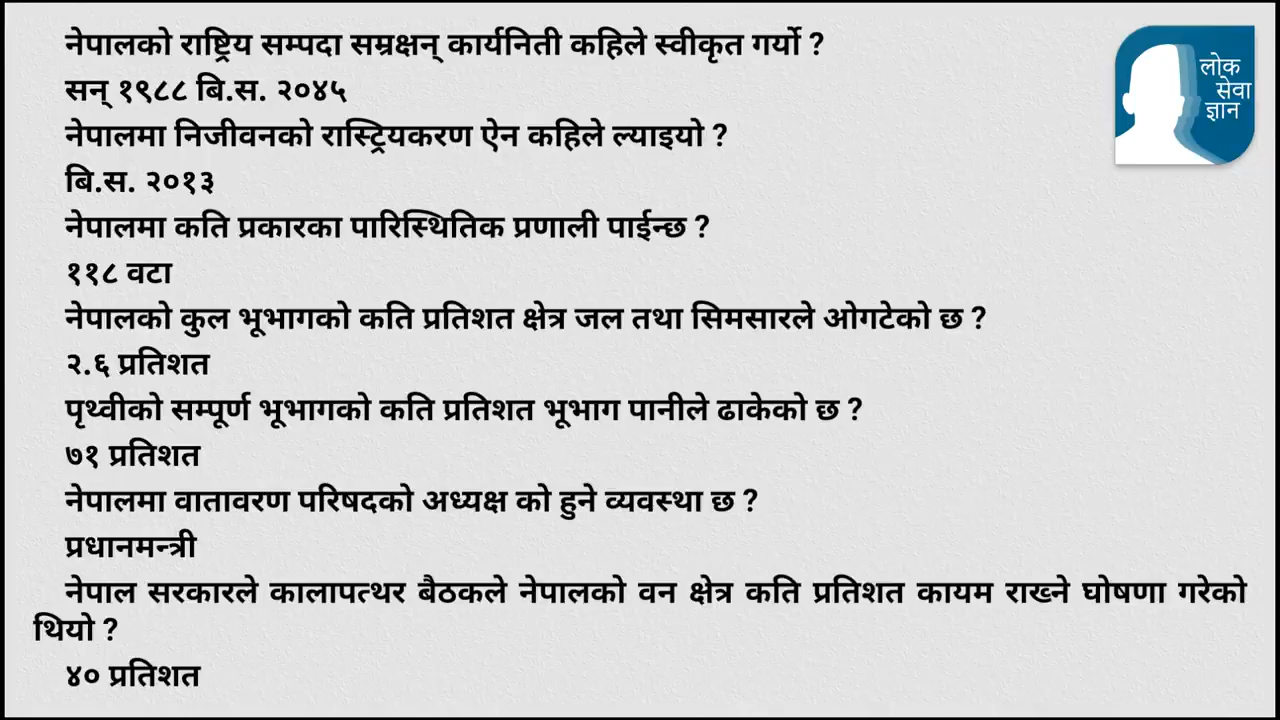 नेपालको राष्ट्रिय सम्पदा सम्रक्षन् कार्यनिती कहिले स्वीकृत गर्यो ?
सन् १९८८ बि.स. २०४५
नेपालमा निजीवनको रास्ट्रियकरण ऐन कहिले ल्याइयो ?
बि.स. २०१३
नेपालमा कति प्रकारका पारिस्थितिक प्रणाली पाईन्छ ?
११८ वटा
नेपालको कुल भूभागको कति प्रतिशत क्षेत्र जल तथा सिमसारले ओगटेको छ ?
२.६ प्रतिशत
पृथ्वीको सम्पूर्ण भूभागको कति प्रतिशत भूभाग पानीले ढाकेको छ ?
७१ प्रतिशत
नेपालमा वातावरण परिषदको अध्यक्ष को हुने व्यवस्था छ ?
प्रधानमन्त्री
नेपाल सरकारले कालापत्थर बैठकले नेपालको वन क्षेत्र कति प्रतिशत कायम राख्ने घोषणा गरेको
थियो ?
४० प्रतिशत
लोक
सेवा
ज्ञान